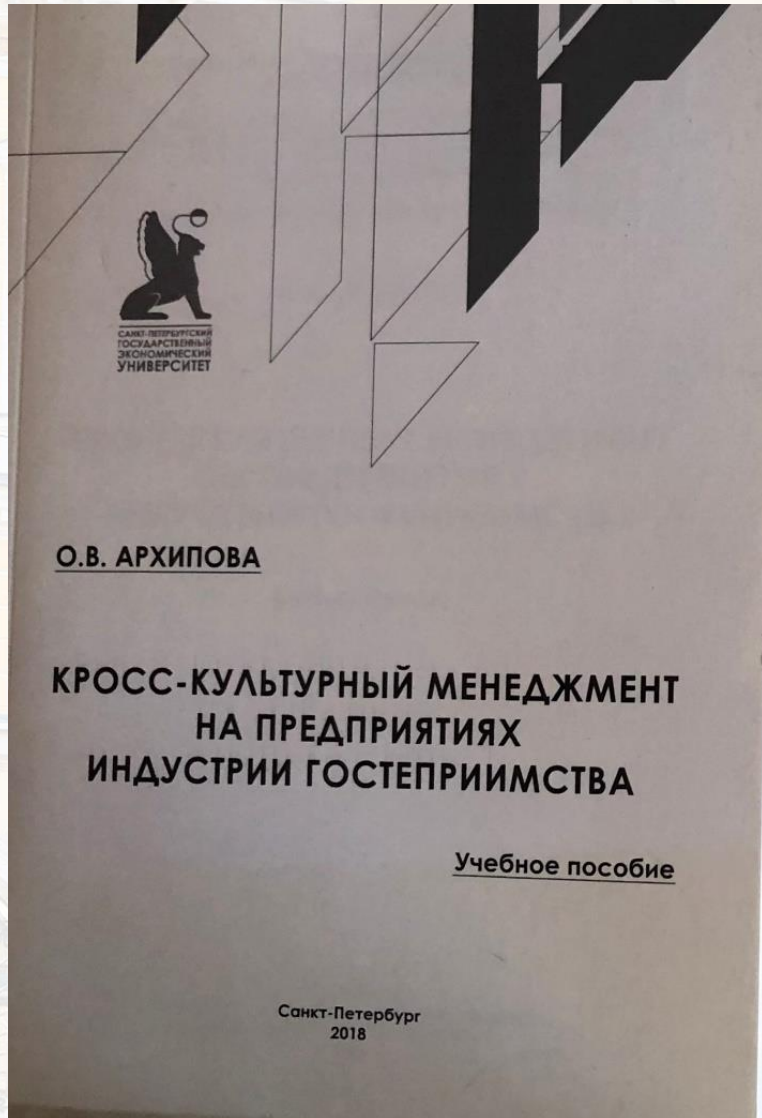 САНКТ-ПЕТЕРБУРГСКИЙ
ГОСУДАРСТВЕННЫЙ
ЭКОНОМИЧЕСКИЙ
УНИВЕРСИТЕТ
О.В. АРХИПОВА
КРОСС-КУЛЬТУРНЫЙ МЕНЕДЖМЕНТ
НА ПРЕДПРИЯТИЯХ
ИНДУСТРИИ ГОСТЕПРИИМСТВА
Учебное пособие
Санкт-Петербург
2018